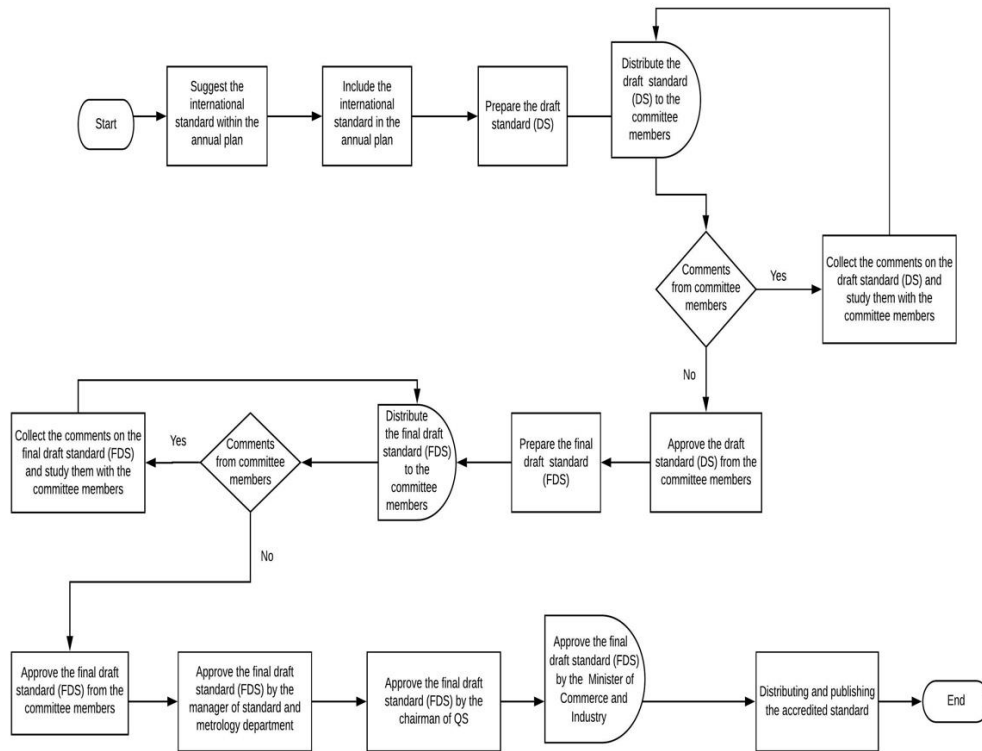 Start
Suggest the
international
standard within the
annual plan
Include the
international
standard in the
annual plan
Prepare the draft
standard (DS)
Distribute the
draft standard
(DS) to the
committee
members
Comments
from committee
members
Yes
Collect the comments on the
draft standard (DS) and
study them with the
committee members
No
Approve the draft
standard (DS) from the
committee members
Prepare the final
draft standard
(FDS)
Distribute
the final draft
standard (FDS)
to the
committee
members
Comments
from committee
members
Yes
Collect the comments on the
final draft standard (FDS)
and study them with the
committee members
No
Approve the final draft
standard (FDS) from the
committee members
Approve the final draft
standard (FDS) by the
manager of standard and
metrology department
Approve the final draft
standard (FDS) by the
chairman of QS
Approve the final
draft standard (FDS)
by the Minister of
Commerce and
Industry
Distributing and publishing
the accredited standard
End